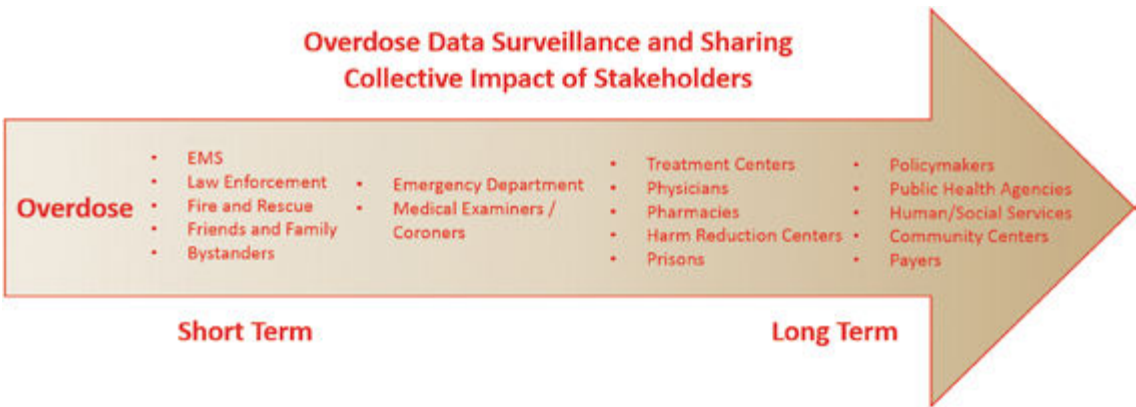 Overdose Data Surveillance and Sharing
Collective Impact of Stakeholders
Overdose
• EMS
• Law Enforcement
• Fire and Rescue
• Friends and Family
• Bystanders
• Emergency Department
• Medical Examiners /
Coroners
• Treatment Centers
• Physicians
• Pharmacies
• Harm Reduction Centers
• Prisons
• Policymakers
• Public Health Agencies
• Human/Social Services
• Community Centers
• Payers
Short Term
Long Term